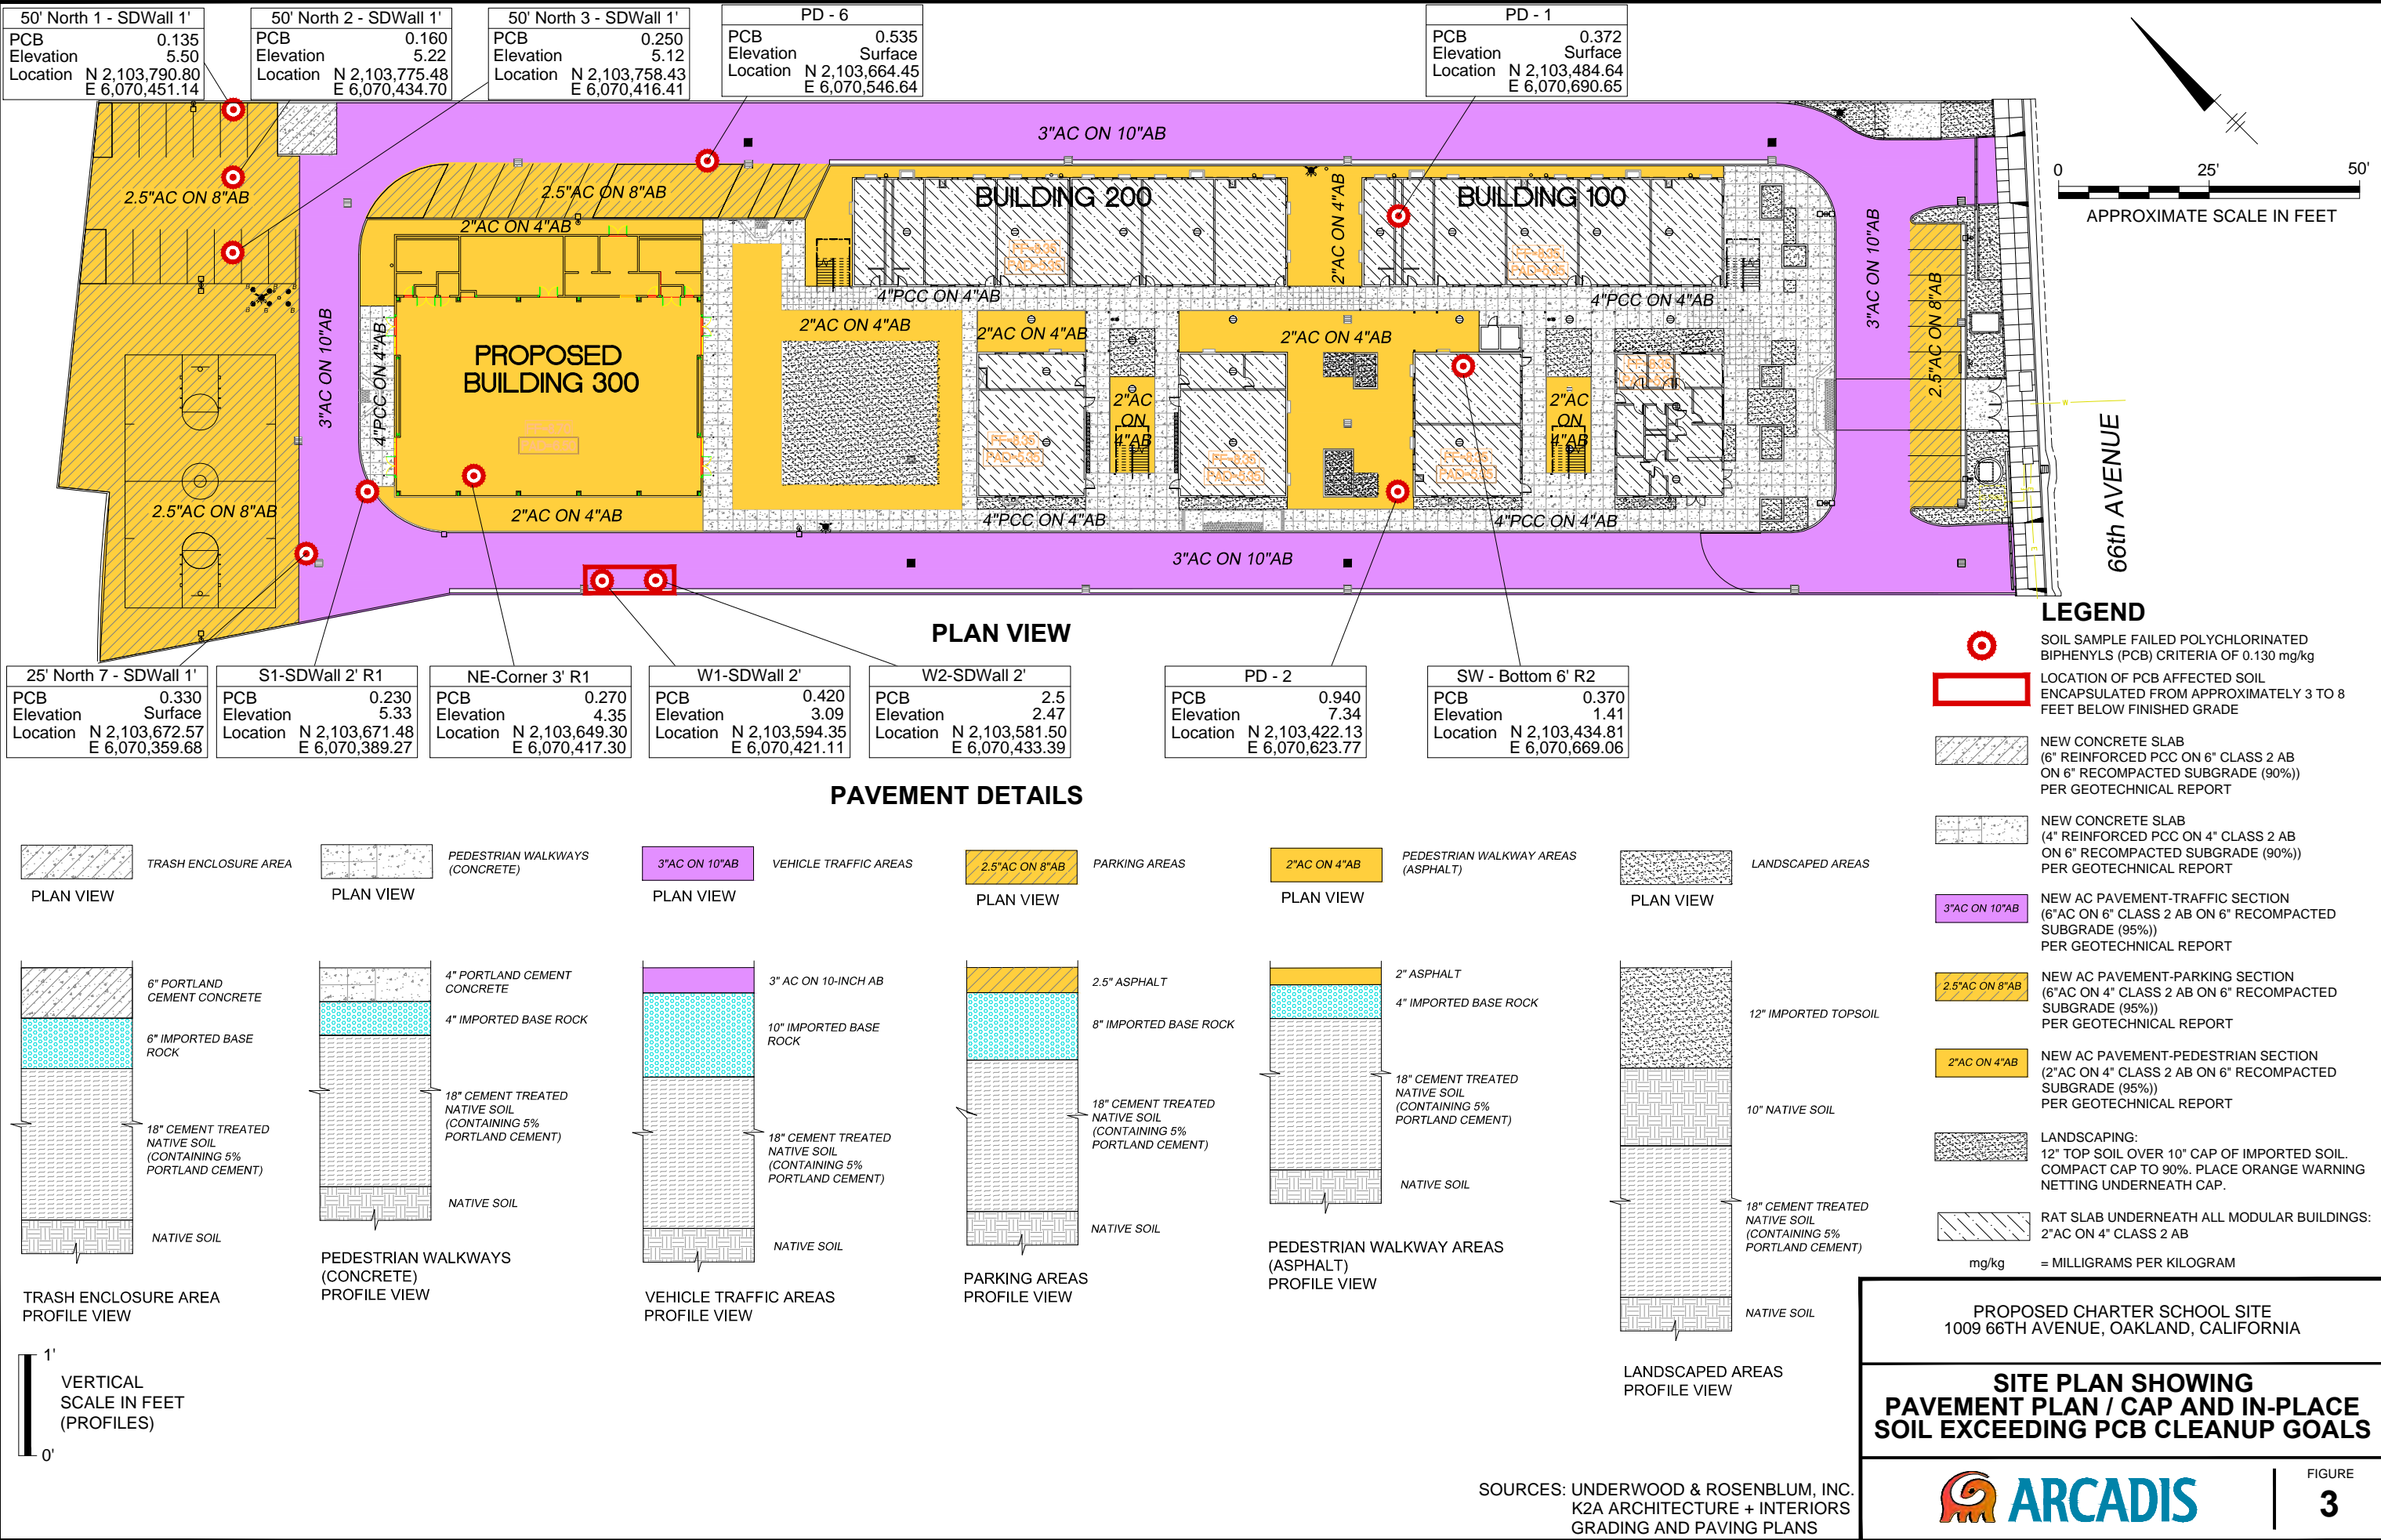 50' North 1 - SDWall 1'
PCB 0.135
Elevation 5.50
Location N 2,103,790.80
E 6,070,451.14
50' North 2 - SDWall 1'
PCB 0.160
Elevation 5.22
Location N 2,103,775.48
E 6,070,434.70
50' North 3 - SDWall 1'
PCB 0.250
Elevation 5.12
Location N 2,103,758.43
E 6,070,416.41
PD - 6
PCB 0.535
Elevation Surface
Location N 2,103,664.45
E 6,070,546.64
PD - 1
PCB 0.372
Elevation Surface
Location N 2,103,484.64
E 6,070,690.65
0 25' 50'
APPROXIMATE SCALE IN FEET
3"AC ON 10"AB
2.5"AC ON 8"AB
2.5"AC ON 8"AB
2"AC ON 4"AB
BUILDING 200
2"AC ON 4"AB
BUILDING 100
3"AC ON 10"AB
2.5"AC ON 8"AB
4"PCC ON 4"AB
4"PCC ON 4"AB
3"AC ON 10"AB
4"PCC ON 4"AB
PROPOSED
BUILDING 300
2"AC ON 4"AB
2"AC ON 4"AB
2"AC ON 4"AB
2"AC
ON
4"AB
2"AC
ON
4"AB
2.5"AC ON 8"AB
2"AC ON 4"AB
4"PCC ON 4"AB
4"PCC ON 4"AB
3"AC ON 10"AB
66th AVENUE
PLAN VIEW
25' North 7 - SDWall 1'
PCB 0.330
Elevation Surface
Location N 2,103,672.57
E 6,070,359.68
S1-SDWall 2' R1
PCB 0.230
Elevation 5.33
Location N 2,103,671.48
E 6,070,389.27
NE-Corner 3' R1
PCB 0.270
Elevation 4.35
Location N 2,103,649.30
E 6,070,417.30
W1-SDWall 2'
PCB 0.420
Elevation 3.09
Location N 2,103,594.35
E 6,070,421.11
W2-SDWall 2'
PCB 2.5
Elevation 2.47
Location N 2,103,581.50
E 6,070,433.39
PD - 2
PCB 0.940
Elevation 7.34
Location N 2,103,422.13
E 6,070,623.77
SW - Bottom 6' R2
PCB 0.370
Elevation 1.41
Location N 2,103,434.81
E 6,070,669.06
LEGEND
SOIL SAMPLE FAILED POLYCHLORINATED
BIPHENYLS (PCB) CRITERIA OF 0.130 mg/kg
LOCATION OF PCB AFFECTED SOIL
ENCAPSULATED FROM APPROXIMATELY 3 TO 8
FEET BELOW FINISHED GRADE
NEW CONCRETE SLAB
(6" REINFORCED PCC ON 6" CLASS 2 AB
ON 6" RECOMPACTED SUBGRADE (90%))
PER GEOTECHNICAL REPORT
NEW CONCRETE SLAB
(4" REINFORCED PCC ON 4" CLASS 2 AB
ON 6" RECOMPACTED SUBGRADE (90%))
PER GEOTECHNICAL REPORT
3"AC ON 10"AB
NEW AC PAVEMENT-TRAFFIC SECTION
(6"AC ON 6" CLASS 2 AB ON 6" RECOMPACTED
SUBGRADE (95%))
PER GEOTECHNICAL REPORT
2.5"AC ON 8"AB
NEW AC PAVEMENT-PARKING SECTION
(6"AC ON 4" CLASS 2 AB ON 6" RECOMPACTED
SUBGRADE (95%))
PER GEOTECHNICAL REPORT
2"AC ON 4"AB
NEW AC PAVEMENT-PEDESTRIAN SECTION
(2"AC ON 4" CLASS 2 AB ON 6" RECOMPACTED
SUBGRADE (95%))
PER GEOTECHNICAL REPORT
LANDSCAPING:
12" TOP SOIL OVER 10" CAP OF IMPORTED SOIL.
COMPACT CAP TO 90%. PLACE ORANGE WARNING
NETTING UNDERNEATH CAP.
RAT SLAB UNDERNEATH ALL MODULAR BUILDINGS:
2"AC ON 4" CLASS 2 AB
mg/kg = MILLIGRAMS PER KILOGRAM
PAVEMENT DETAILS
TRASH ENCLOSURE AREA
PLAN VIEW
PEDESTRIAN WALKWAYS
(CONCRETE)
PLAN VIEW
3"AC ON 10"AB
VEHICLE TRAFFIC AREAS
PLAN VIEW
2.5"AC ON 8"AB
PARKING AREAS
PLAN VIEW
2"AC ON 4"AB
PEDESTRIAN WALKWAY AREAS
(ASPHALT)
PLAN VIEW
LANDSCAPED AREAS
PLAN VIEW
6" PORTLAND
CEMENT CONCRETE
6" IMPORTED BASE
ROCK
18" CEMENT TREATED
NATIVE SOIL
(CONTAINING 5%
PORTLAND CEMENT)
NATIVE SOIL
TRASH ENCLOSURE AREA
PROFILE VIEW
4" PORTLAND CEMENT
CONCRETE
4" IMPORTED BASE ROCK
18" CEMENT TREATED
NATIVE SOIL
(CONTAINING 5%
PORTLAND CEMENT)
NATIVE SOIL
PEDESTRIAN WALKWAYS
(CONCRETE)
PROFILE VIEW
3" AC ON 10-INCH AB
10" IMPORTED BASE
ROCK
18" CEMENT TREATED
NATIVE SOIL
(CONTAINING 5%
PORTLAND CEMENT)
NATIVE SOIL
VEHICLE TRAFFIC AREAS
PROFILE VIEW
2.5" ASPHALT
8" IMPORTED BASE ROCK
18" CEMENT TREATED
NATIVE SOIL
(CONTAINING 5%
PORTLAND CEMENT)
NATIVE SOIL
PARKING AREAS
PROFILE VIEW
2" ASPHALT
4" IMPORTED BASE ROCK
18" CEMENT TREATED
NATIVE SOIL
(CONTAINING 5%
PORTLAND CEMENT)
NATIVE SOIL
PEDESTRIAN WALKWAY AREAS
(ASPHALT)
PROFILE VIEW
12" IMPORTED TOPSOIL
10" NATIVE SOIL
18" CEMENT TREATED
NATIVE SOIL
(CONTAINING 5%
PORTLAND CEMENT)
NATIVE SOIL
LANDSCAPED AREAS
PROFILE VIEW
1'
VERTICAL
SCALE IN FEET
(PROFILES)
0'
SOURCES: UNDERWOOD & ROSENBLUM, INC.
K2A ARCHITECTURE + INTERIORS
GRADING AND PAVING PLANS
PROPOSED CHARTER SCHOOL SITE
1009 66TH AVENUE, OAKLAND, CALIFORNIA
SITE PLAN SHOWING
PAVEMENT PLAN / CAP AND IN-PLACE
SOIL EXCEEDING PCB CLEANUP GOALS
ARCADIS
FIGURE
3